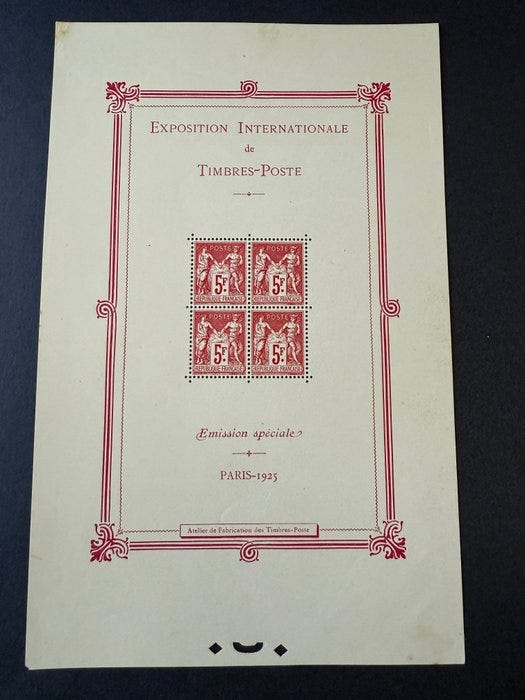 EXPOSITION INTERNATIONALE
de
TIMBRES-POSTE
POSTE POSTE
5F. 5F.
REPUBLIQUE FRANÇAISE REPUBLIQUE FRANÇAISE
POSTE POSTE
5F. 5F.
REPUBLIQUE FRANÇAISE REPUBLIQUE FRANÇAISE
Emission spéciale
PARIS-1925
Atelier de Fabrication des Timbres-Poste